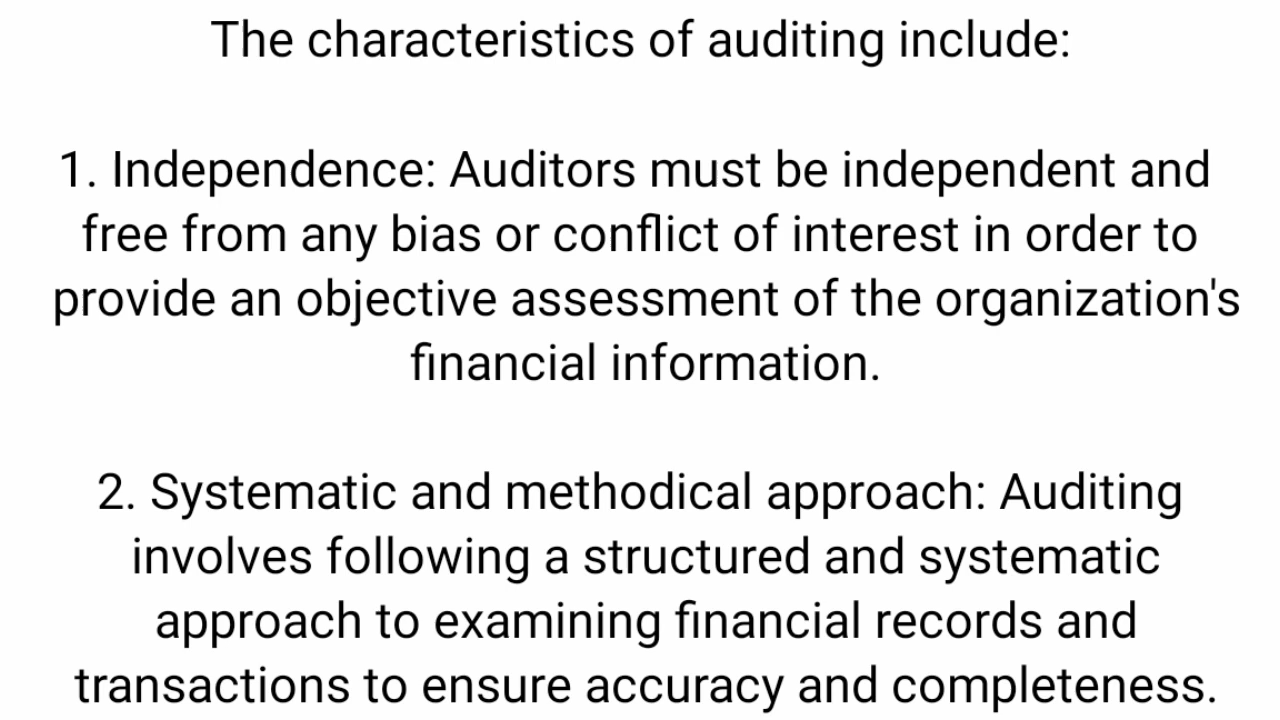 The characteristics of auditing include:
1. Independence: Auditors must be independent and
free from any bias or conflict of interest in order to
provide an objective assessment of the organization's
financial information.
2. Systematic and methodical approach: Auditing
involves following a structured and systematic
approach to examining financial records and
transactions to ensure accuracy and completeness.